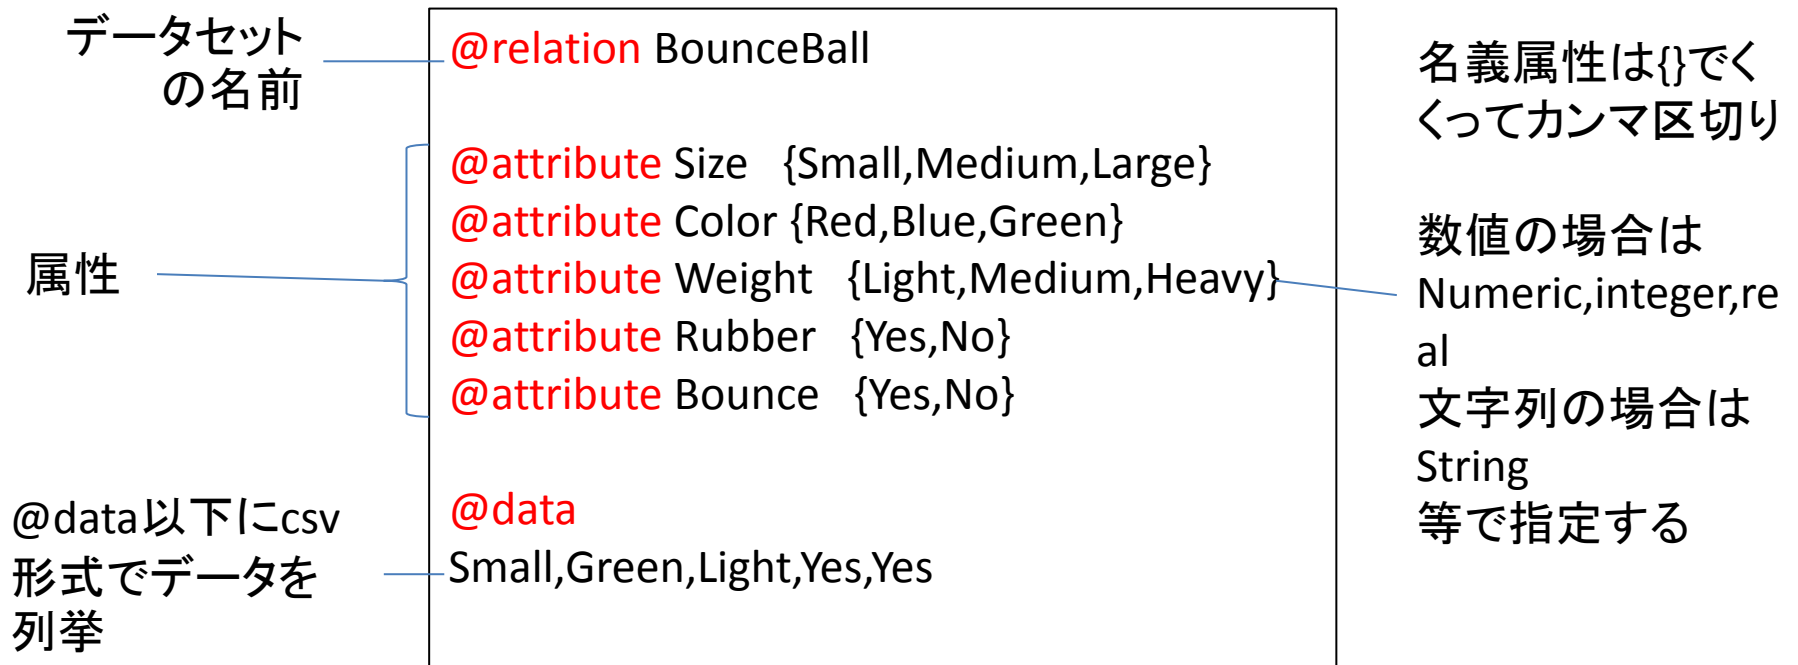 データセット
の名前
@relation BounceBall
@attribute Size {Small,Medium,Large}
@attribute Color {Red,Blue,Green}
@attribute Weight {Light,Medium,Heavy}
@attribute Rubber {Yes,No}
@attribute Bounce {Yes,No}
属性
@data
Small,Green,Light,Yes,Yes
@data以下にcsv
形式でデータを
列挙
名義属性は{}でく
くってカンマ区切り
数値の場合は
Numeric,integer,re
al
文字列の場合は
String
等で指定する